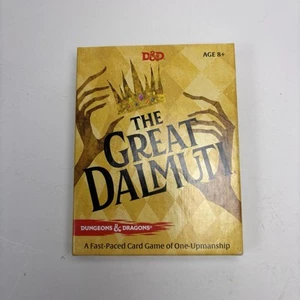 D&D
AGE 8+
THE
GREAT
DALMUTI
DUNGEONS & DRAGONS®
A Fast-Paced Card Game of One-Upmanship